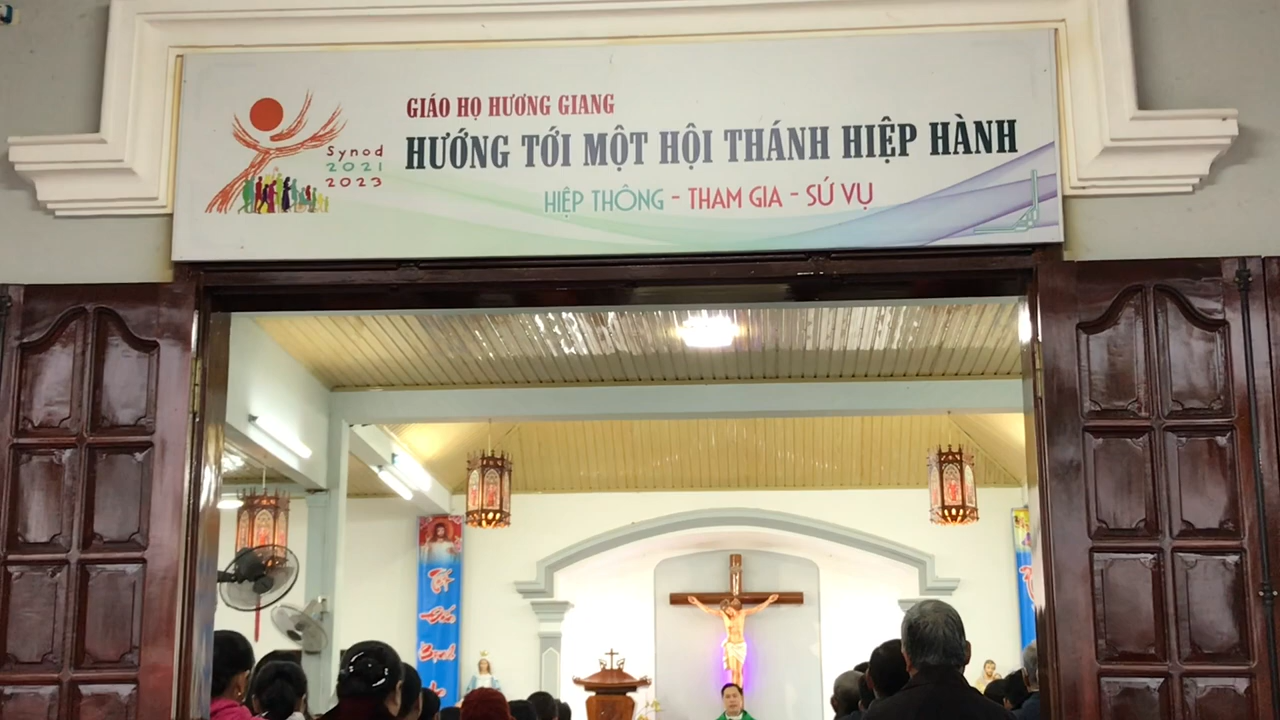 GIÁO HỌ HƯƠNG GIANG
HƯỚNG TỚI MỘT HỘI THÁNH HIỆP HÀNH
HIỆP THÔNG - THAM GIA - SỨ VỤ
Synod
2021
2023